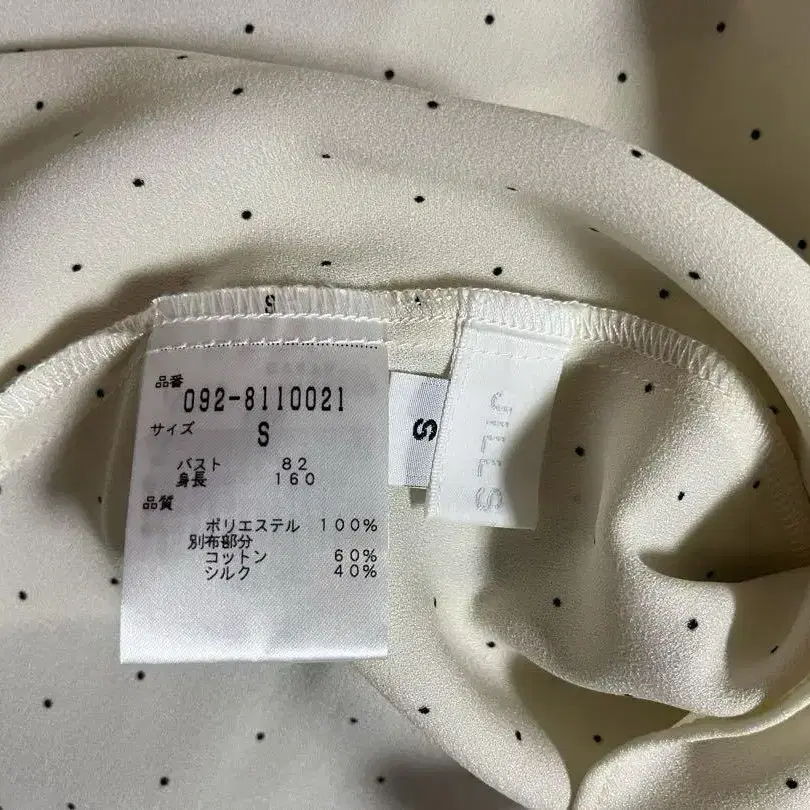 S
品番
092-8110021
サイズ
S
バスト 82
身長 160
品質
ポリエステル 100%
別布部分
コットン 60%
シルク 40%
S
JILL S